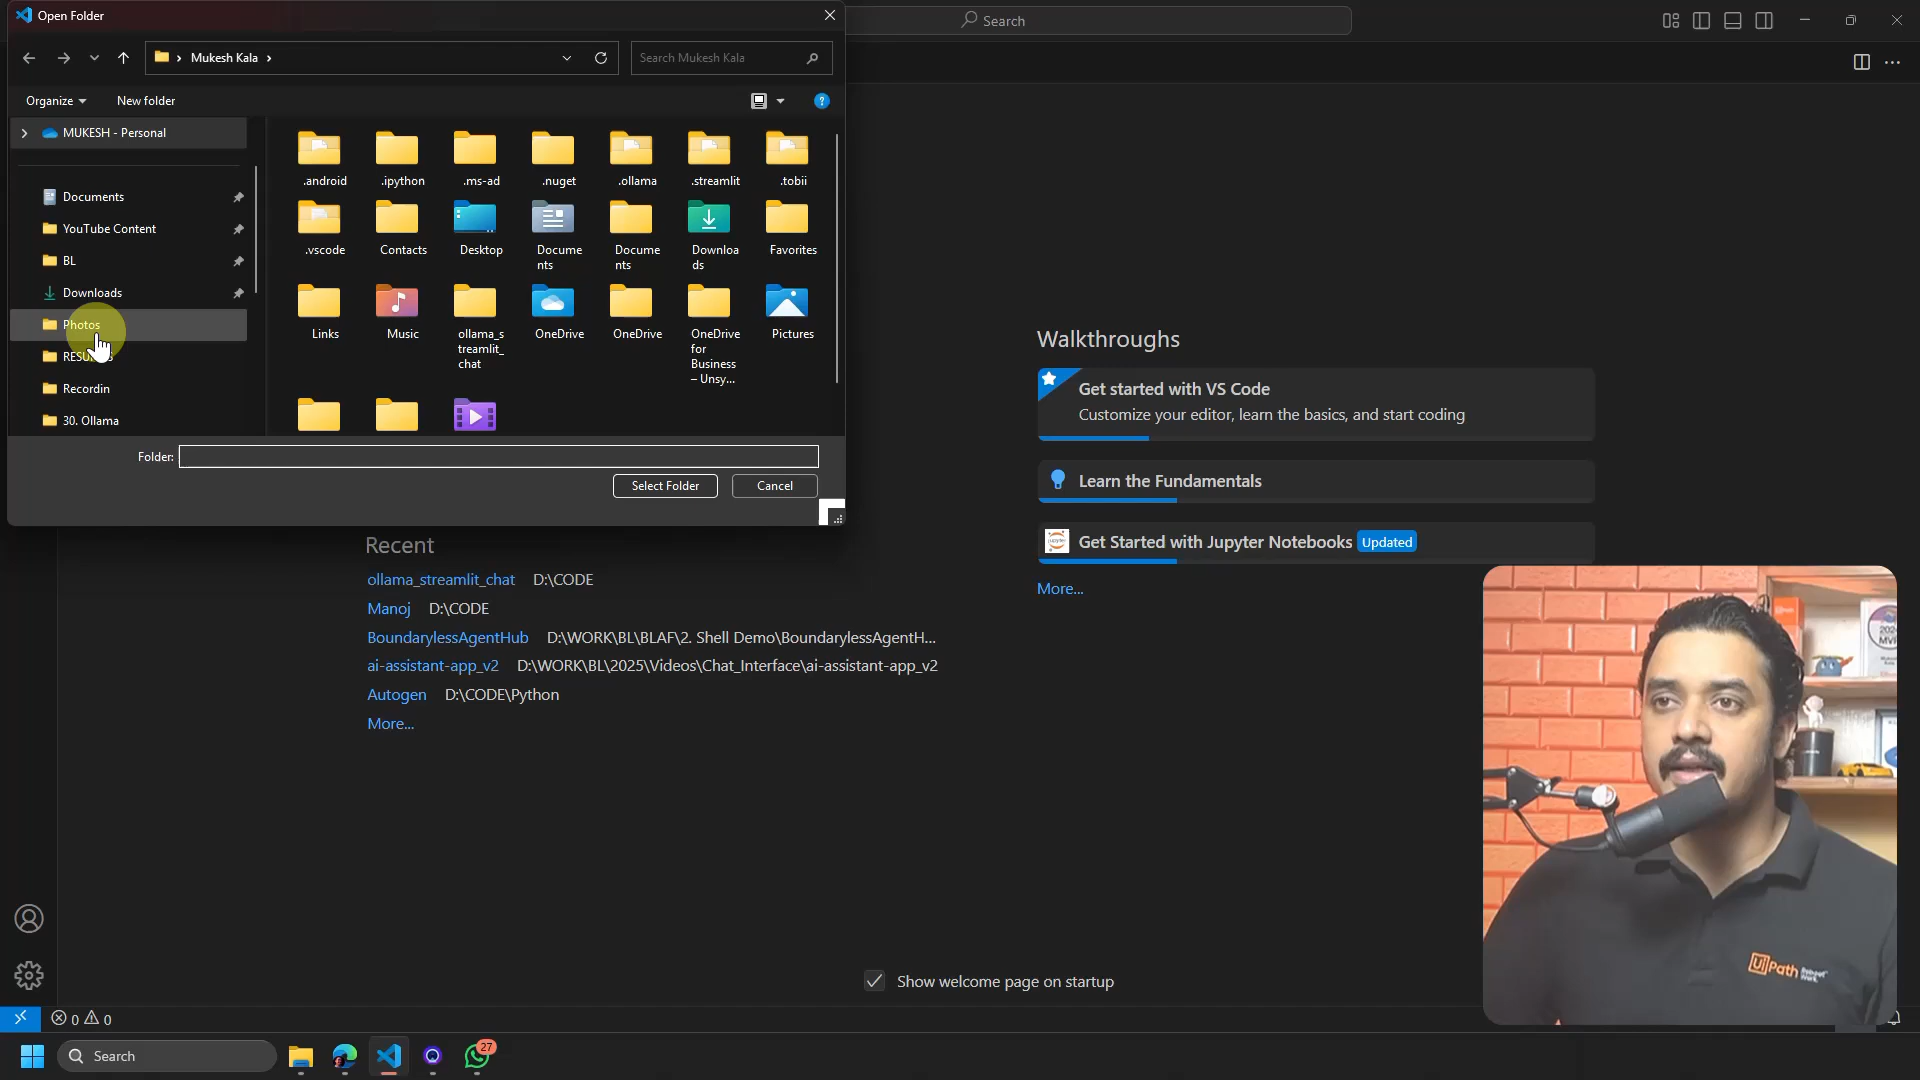 Open Folder
Search
Mukesh Kala
Search Mukesh Kala
Organize
New folder
MUKESH - Personal
Documents
YouTube Content
BL
Downloads
Photos
Recordin
30. Ollama
.android
.ipython
.ms-ad
.nuget
.ollama
.streamlit
.tobii
.vscode
Contacts
Desktop
Docume
nts
Docume
nts
Downloa
ds
Favorites
Links
Music
ollama_s
treamlit_
chat
OneDrive
OneDrive
OneDrive
for
Business
– Unsy...
Pictures
Folder:
Select Folder
Cancel
Walkthroughs
Get started with VS Code
Customize your editor, learn the basics, and start coding
Learn the Fundamentals
Get Started with Jupyter Notebooks Updated
More...
Recent
ollama_streamlit_chat D:\CODE
Manoj D:\CODE
BoundarylessAgentHub D:\WORK\BL\BLAF\2. Shell Demo\BoundarylessAgentH...
ai-assistant-app_v2 D:\WORK\BL\2025\Videos\Chat_Interface\ai-assistant-app_v2
Autogen D:\CODE\Python
More...
Show welcome page on startup
UiPath
0 0
Search
27